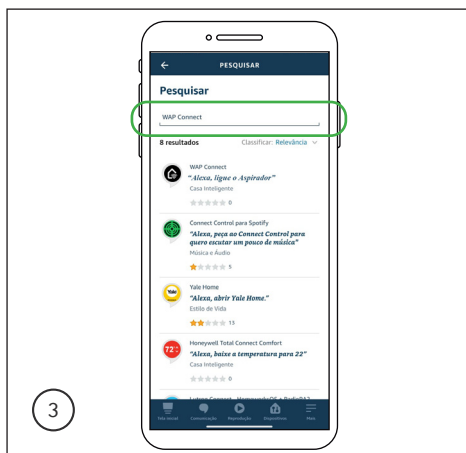 PESQUISAR
Pesquisar
WAP Connect
8 resultados Classificar: Relevância
WAP Connect
"Alexa, ligue o Aspirador"
Casa Inteligente
0
Connect Control para Spotify
"Alexa, peça ao Connect Control para
quero escutar um pouco de música"
Música e Áudio
5
Yale
Yale Home
"Alexa, abrir Yale Home."
Estilo de Vida
13
72°
Honeywell Total Connect Comfort
"Alexa, baixe a temperatura para 22"
Casa Inteligente
0
Tela Inicial Comunicação Reprodução Dispositivos Mais
3